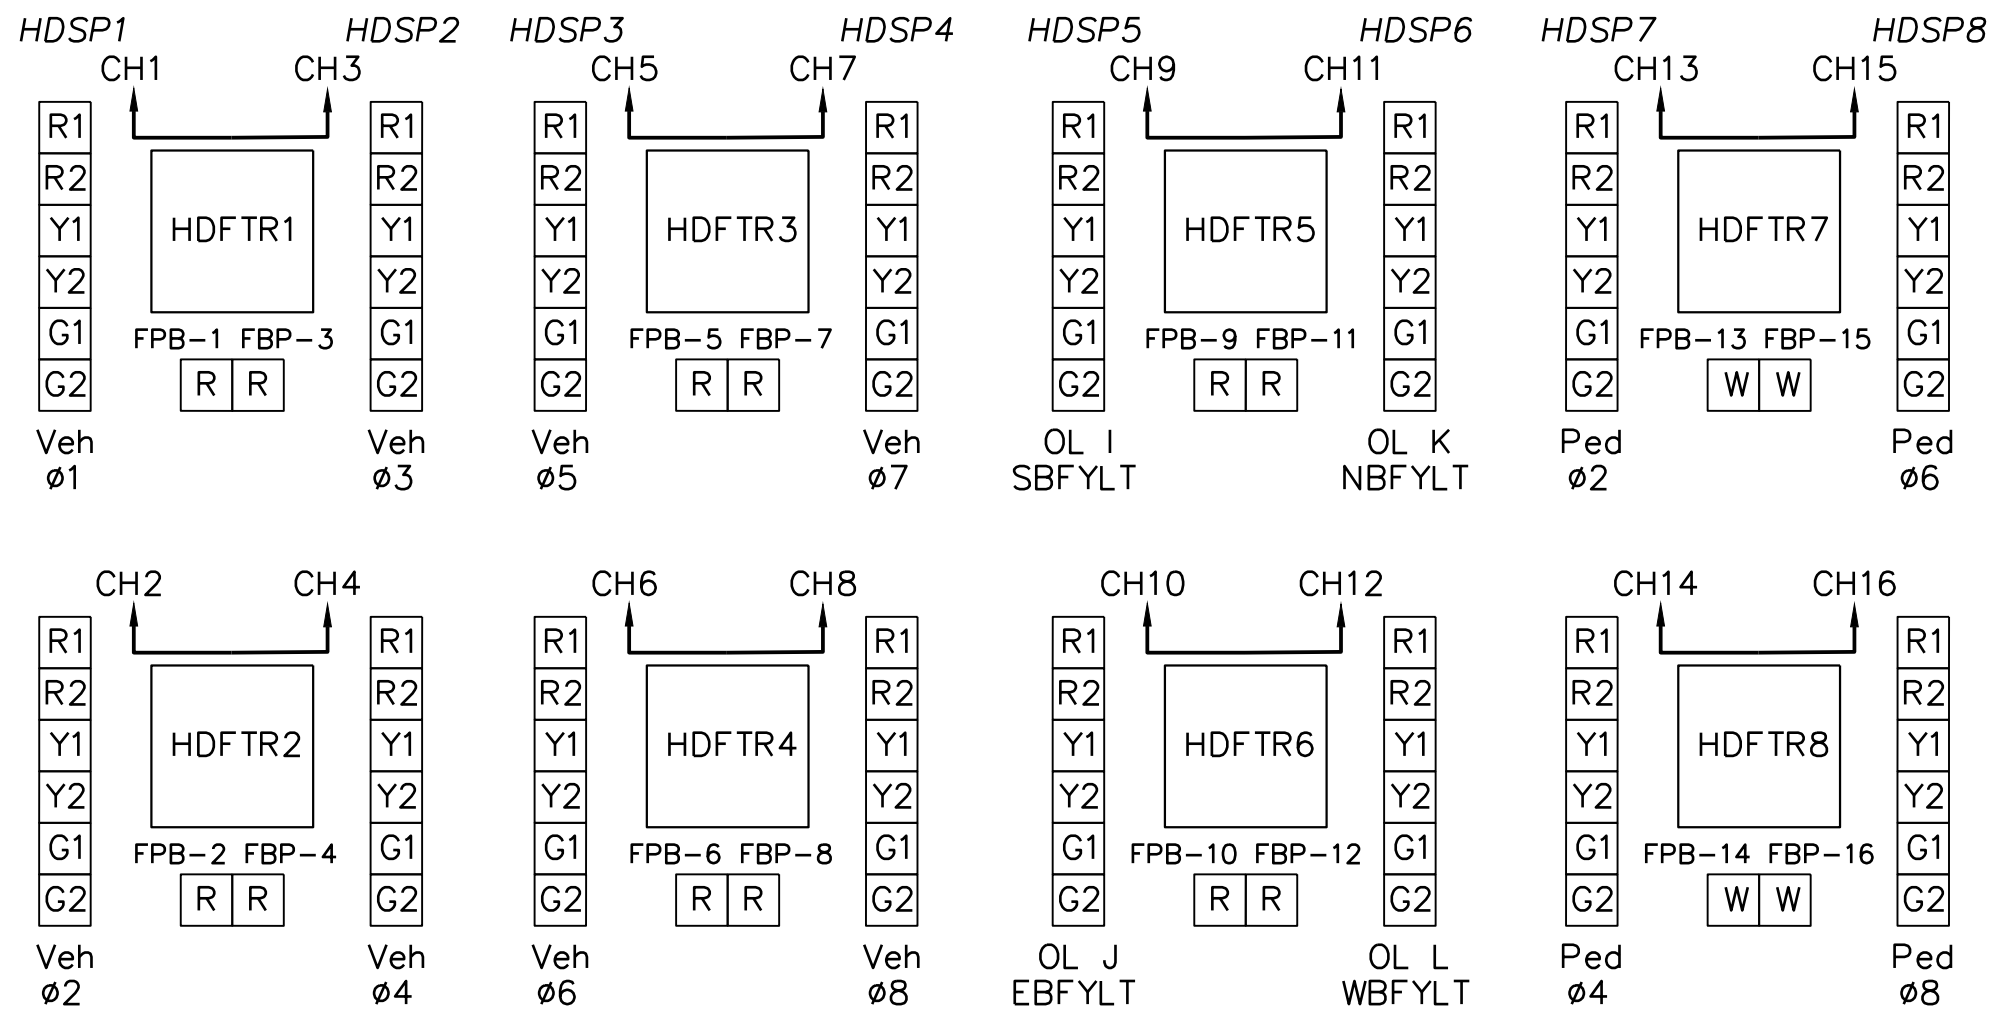 HDSP1 HDSP2 HDSP3 HDSP4 HDSP5 HDSP6 HDSP7 HDSP8
CH1 CH3 CH5 CH7 CH9 CH11 CH13 CH15
R1 R1 R1 R1 R1 R1 R1 R1
R2 R2 R2 R2 R2 R2 R2 R2
Y1 HDFTR1 Y1 Y1 HDFTR3 Y1 Y1 HDFTR5 Y1 Y1 HDFTR7 Y1
Y2 Y2 Y2 Y2 Y2 Y2 Y2 Y2
G1 FPB-1 FBP-3 G1 G1 FPB-5 FBP-7 G1 G1 FPB-9 FBP-11 G1 G1 FPB-13 FBP-15 G1
G2 R R G2 G2 R R G2 G2 R R G2 G2 W W G2
Veh Veh Veh Veh OL I OL K Ped Ped
ø1 ø3 ø5 ø7 SBFYLT NBFYLT ø2 ø6
CH2 CH4 CH6 CH8 CH10 CH12 CH14 CH16
R1 R1 R1 R1 R1 R1 R1 R1
R2 R2 R2 R2 R2 R2 R2 R2
Y1 HDFTR2 Y1 Y1 HDFTR4 Y1 Y1 HDFTR6 Y1 Y1 HDFTR8 Y1
Y2 Y2 Y2 Y2 Y2 Y2 Y2 Y2
G1 FPB-2 FBP-4 G1 G1 FPB-6 FBP-8 G1 G1 FPB-10 FBP-12 G1 G1 FPB-14 FBP-16 G1
G2 R R G2 G2 R R G2 G2 R R G2 G2 W W G2
Veh Veh Veh Veh OL J OL L Ped Ped
ø2 ø4 ø6 ø8 EBFYLT WBFYLT ø4 ø8